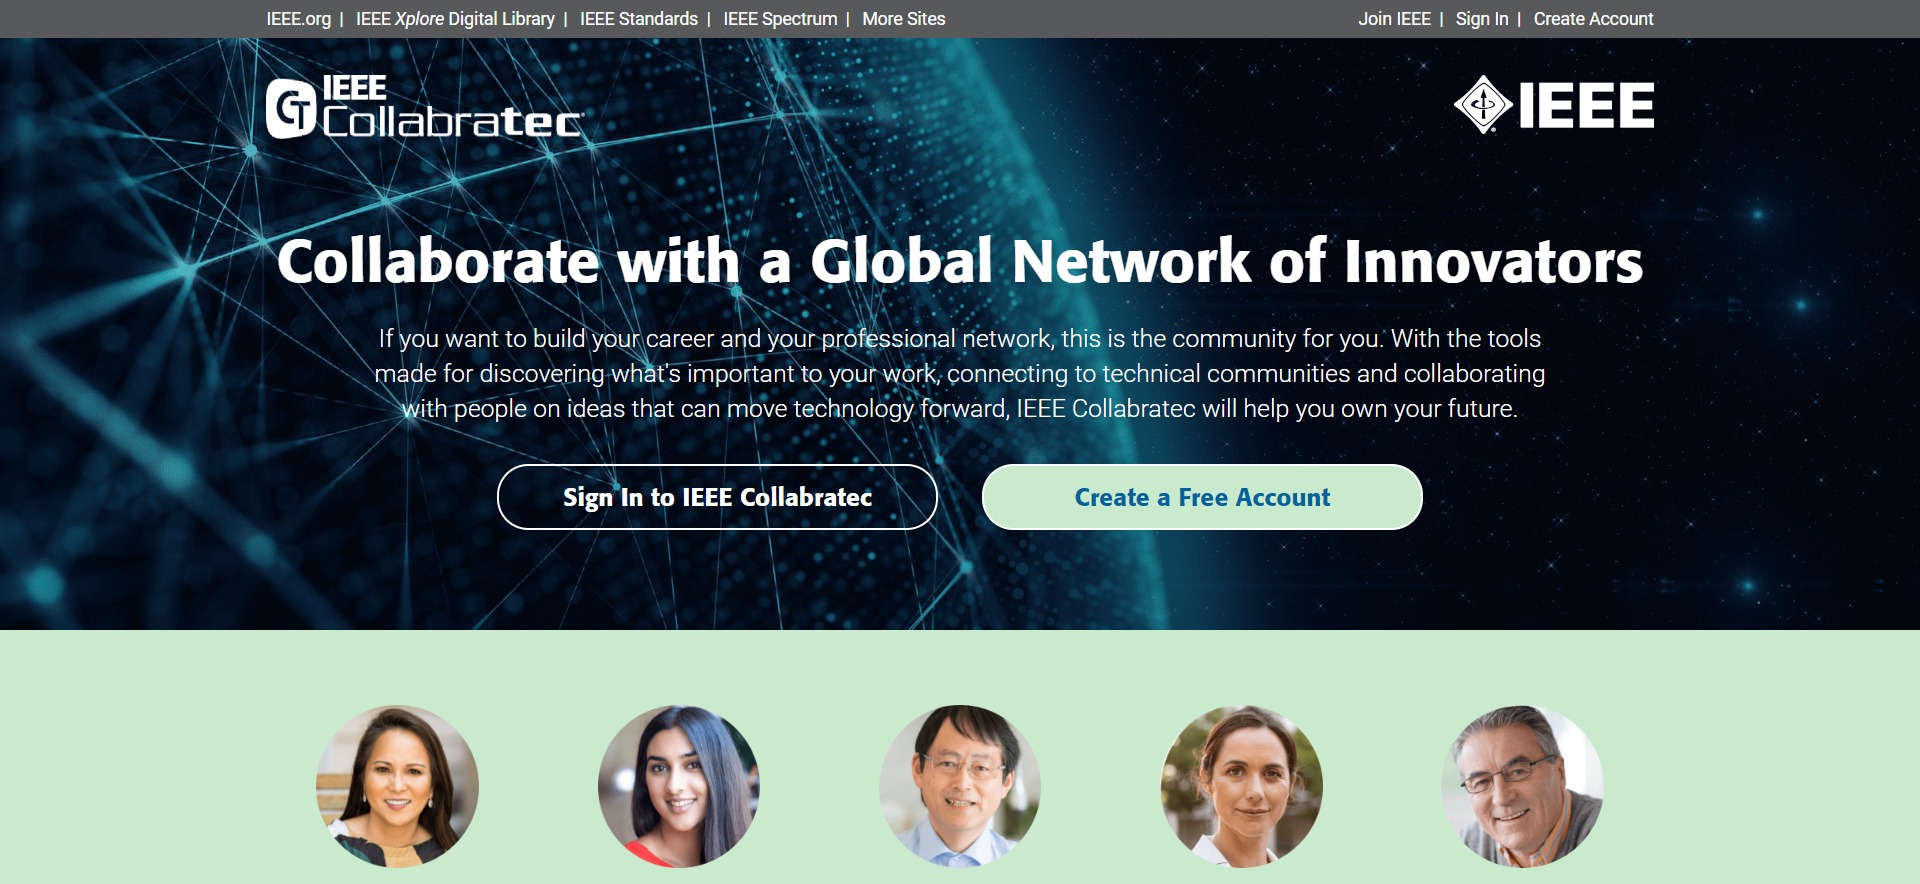 IEEE.org | IEEE Xplore Digital Library | IEEE Standards | IEEE Spectrum | More Sites
Join IEEE | Sign In | Create Account
GT IEEE
Collabratec
IEEE
Collaborate with a Global Network of Innovators
If you want to build your career and your professional network, this is the community for you. With the tools
made for discovering what's important to your work, connecting to technical communities and collaborating
with people on ideas that can move technology forward, IEEE Collabratec will help you own your future.
Sign In to IEEE Collabratec
Create a Free Account